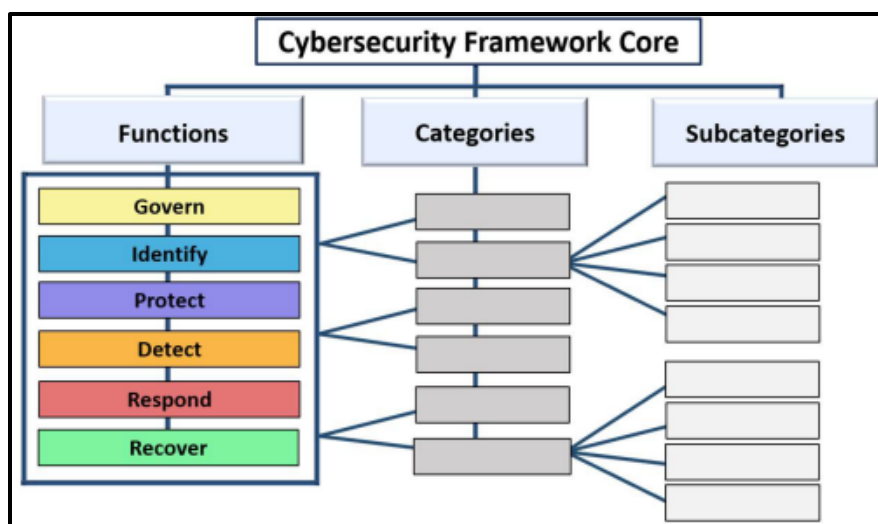 Cybersecurity Framework Core
Functions
Categories
Subcategories
Govern
Identify
Protect
Detect
Respond
Recover